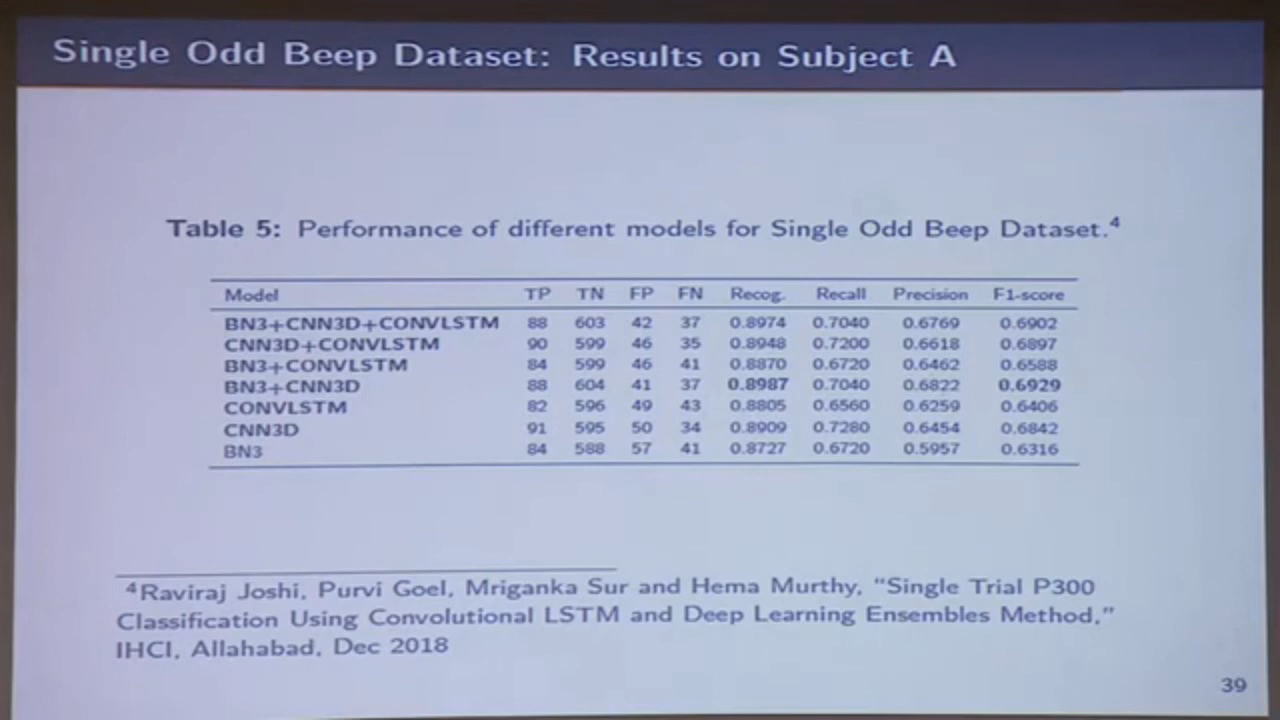 Single Odd Beep Dataset: Results on Subject A
Table 5: Performance of different models for Single Odd Beep Dataset.4
Model TP TN FP FN Recog. Recall Precision F1-score
BN3+CNN3D+CONVLSTM 88 603 42 37 0.8974 0.7040 0.6769 0.6902
CNN3D+CONVLSTM 90 599 46 35 0.8948 0.7200 0.6618 0.6897
BN3+CONVLSTM 84 599 46 41 0.8870 0.6720 0.6462 0.6588
BN3+CNN3D 88 604 41 37 0.8987 0.7040 0.6822 0.6929
CONVLSTM 82 596 49 43 0.8805 0.6560 0.6259 0.6406
CNN3D 91 595 50 34 0.8909 0.7280 0.6454 0.6842
BN3 84 588 57 41 0.8727 0.6720 0.5957 0.6316
4Raviraj Joshi, Purvi Goel, Mriganka Sur and Hema Murthy, "Single Trial P300
Classification Using Convolutional LSTM and Deep Learning Ensembles Method,"
IHCI, Allahabad, Dec 2018
39